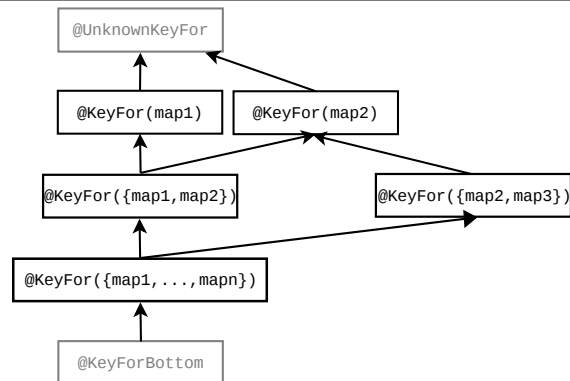 @UnknownKeyFor
@KeyFor(map1)
@KeyFor(map2)
@KeyFor({map1,map2})
@KeyFor({map2,map3})
@KeyFor({map1,...,mapn})
@KeyForBottom